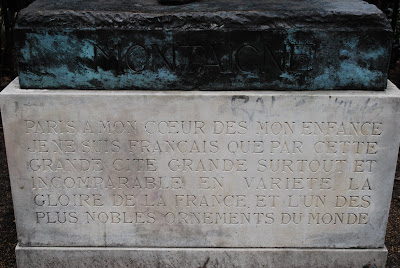 MONTAIGNE
PARIS A MON CŒUR DES MON ENFANCE
JE NE SUIS FRANCAIS QUE PAR CETTE
GRANDE CITE GRANDE SURTOUT ET
INCOMPARABLE EN VARIETE. LA
GLOIRE DE LA FRANCE, ET L'UN DES
PLUS NOBLES ORNEMENTS DU MONDE